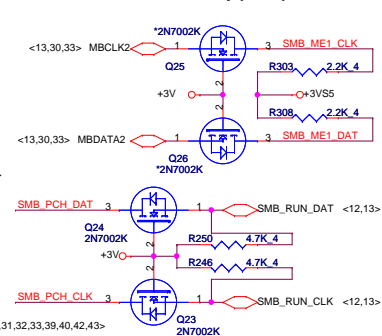 *2N7002K
<13,30,33> MBCLK2 1 3 SMB_ME1_CLK
Q25 2 R303 2.2K_4
+3V +3VS5
2 R308 2.2K_4
<13,30,33> MBDATA2 1 3 SMB_ME1_DAT
Q26
*2N7002K
SMB_PCH_DAT 3 1 SMB_RUN_DAT <12,13>
Q24
2N7002K 2 R250 4.7K_4
+3V
2 R246 4.7K_4
SMB_PCH_CLK 3 1 SMB_RUN_CLK <12,13>
31,32,33,39,40,42,43> Q23
2N7002K